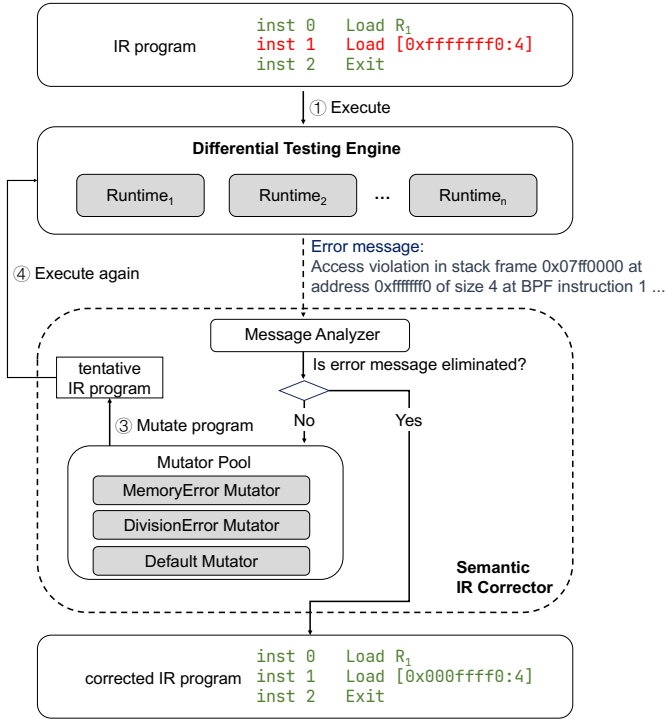 inst 0 Load R₁
IR program inst 1 Load [0xfffffff0:4]
inst 2 Exit
① Execute
Differential Testing Engine
Runtime₁ Runtime₂ ... Runtimeₙ
Error message:
④ Execute again
Access violation in stack frame 0x07ff0000 at
address 0xfffffff0 of size 4 at BPF instruction 1 ...
Message Analyzer
Is error message eliminated?
tentative
IR program
③ Mutate program
No Yes
Mutator Pool
MemoryError Mutator
DivisionError Mutator
Default Mutator
Semantic
IR Corrector
inst 0 Load R₁
corrected IR program inst 1 Load [0x000ffff0:4]
inst 2 Exit